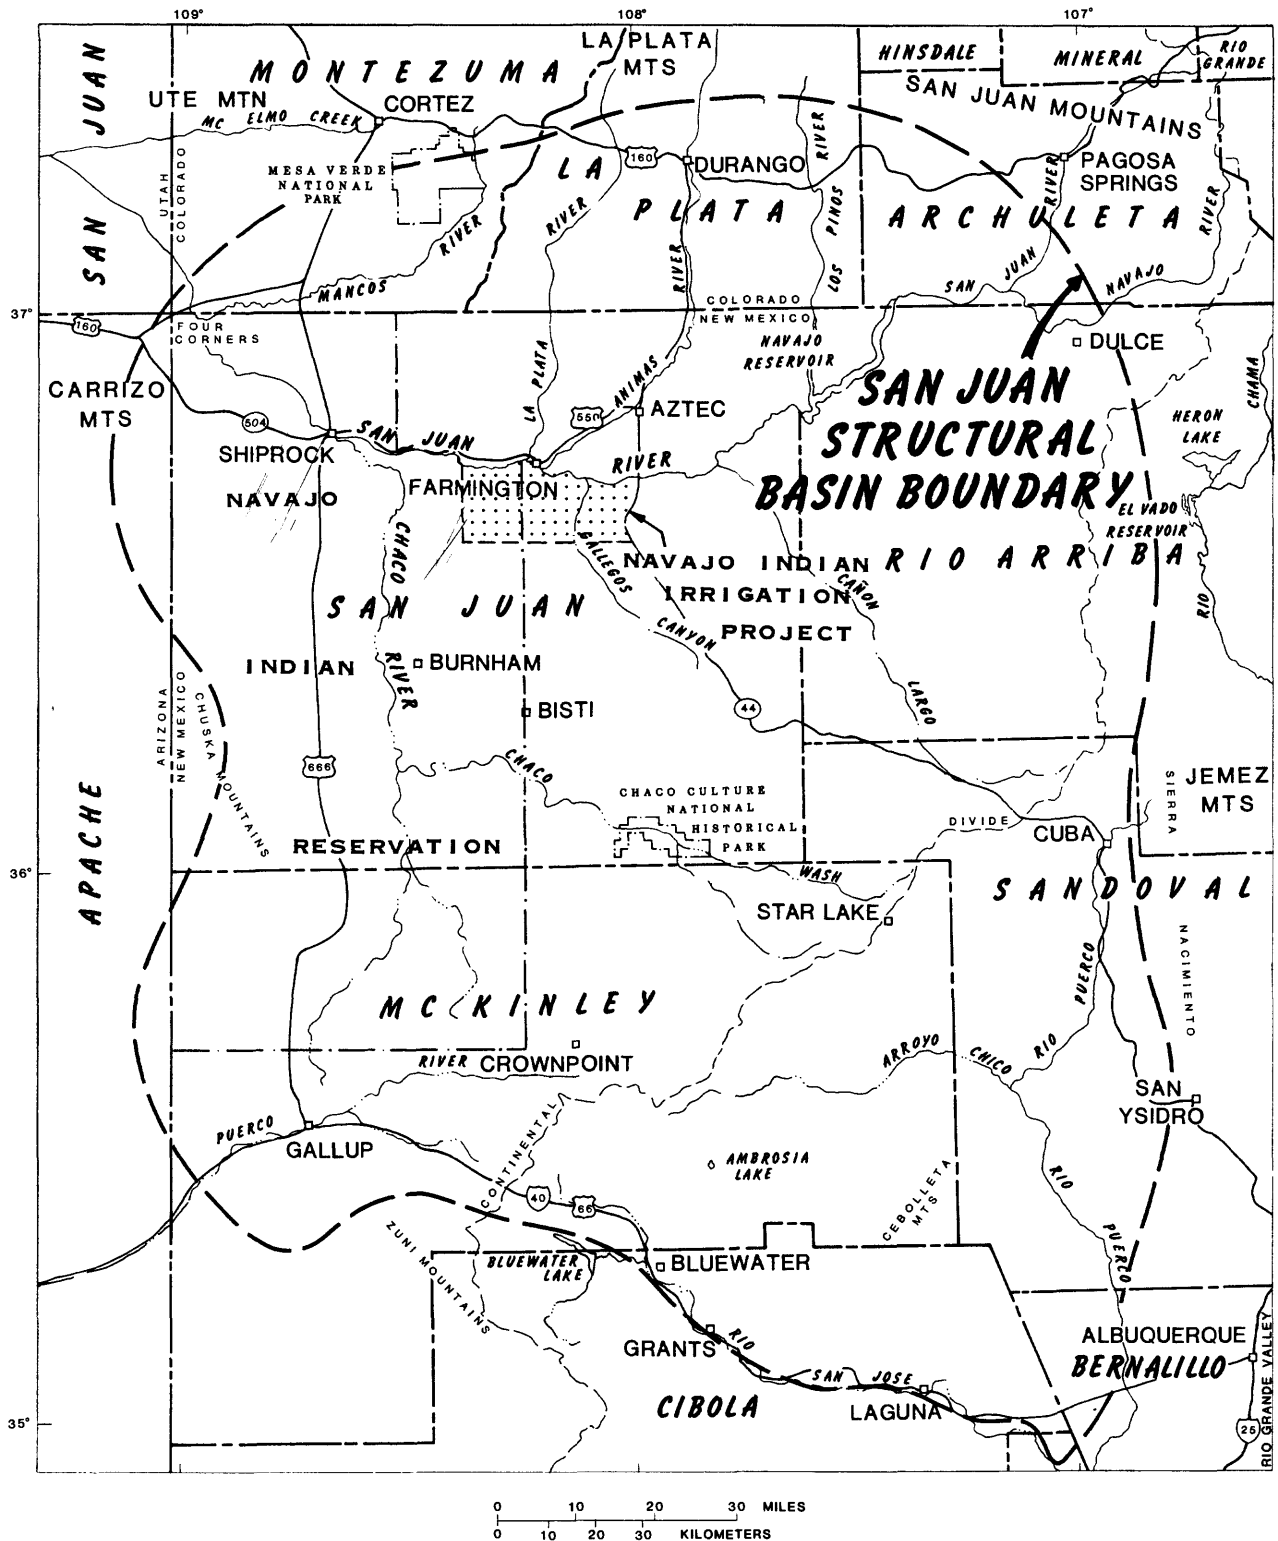 109°
108°
107°
LA PLATA
MTS
HINSDALE
MINERAL
RIO
GRANDE
MONTEZUMA
SAN JUAN
UTE MTN
CORTEZ
MC ELMO CREEK
SAN JUAN MOUNTAINS
MESA VERDE
NATIONAL
PARK
UTAH
COLORADO
160
DURANGO
RIVER
PAGOSA
SPRINGS
LA
PLATA
ARCHULETA
RIVER
RIVER
RIVER
RIVER
RIVER
LOS PINOS
MANCOS
SAN JUAN
NAVAJO
COLORADO
NEW MEXICO
37°
160
FOUR
CORNERS
NAVAJO
RESERVOIR
DULCE
CARRIZO
MTS
LA PLATA
ANIMAS
550
AZTEC
SAN JUAN
STRUCTURAL
BASIN BOUNDARY
CHAMA
HERON
LAKE
504
SHIPROCK
SAN JUAN
RIVER
NAVAJO
FARMINGTON
EL VADO
RESERVOIR
CHACO
GALLEGOS
NAVAJO INDIAN
IRRIGATION
PROJECT
RIO ARRIBA
CAÑON
SAN JUAN
RIO
CANYON
INDIAN
RIVER
BURNHAM
LARGO
BISTI
44
ARIZONA
NEW MEXICO
CHUSKA MOUNTAINS
666
CHACO
SIERRA
JEMEZ
MTS
APACHE
CHACO CULTURE
NATIONAL
HISTORICAL
PARK
DIVIDE
CUBA
RESERVATION
36°
WASH
STAR LAKE
SANDOVAL
NACIMIENTO
PUERCO
MCKINLEY
RIVER
CROWNPOINT
ARROYO
CHICO
RIO
SAN
YSIDRO
PUERCO
GALLUP
CONTINENTAL
AMBROSIA
LAKE
CEBOLLETA
MTS
RIO
40
66
ZUNI MOUNTAINS
BLUEWATER
LAKE
BLUEWATER
PUERCO
GRANTS
RIO
ALBUQUERQUE
BERNALILLO
SAN JOSE
CIBOLA
LAGUNA
35°
25
RIO GRANDE VALLEY
0 10 20 30 MILES
0 10 20 30 KILOMETERS